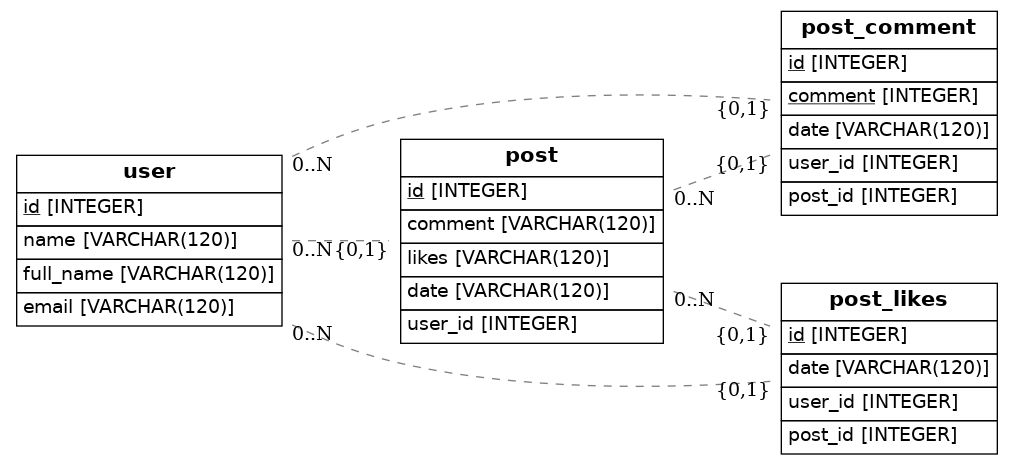 user
id [INTEGER]
name [VARCHAR(120)]
full_name [VARCHAR(120)]
email [VARCHAR(120)]
0..N
0..N
{0,1}
0..N
post
id [INTEGER]
comment [VARCHAR(120)]
likes [VARCHAR(120)]
date [VARCHAR(120)]
user_id [INTEGER]
0..N
0..N
{0,1}
{0,1}
{0,1}
{0,1}
post_comment
id [INTEGER]
comment [INTEGER]
date [VARCHAR(120)]
user_id [INTEGER]
post_id [INTEGER]
post_likes
id [INTEGER]
date [VARCHAR(120)]
user_id [INTEGER]
post_id [INTEGER]